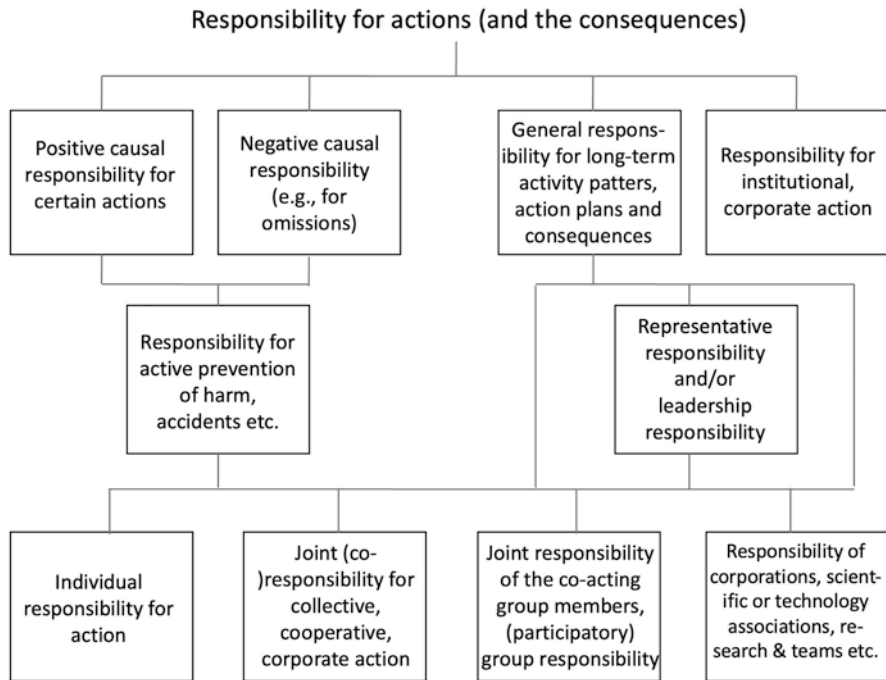 Responsibility for actions (and the consequences)
Positive causal
responsibility for
certain actions
Negative causal
responsibility
(e.g., for
omissions)
General respons-
ibility for long-term
activity patters,
action plans and
consequences
Responsibility for
institutional,
corporate action
Responsibility for
active prevention
of harm,
accidents etc.
Representative
responsibility
and/or
leadership
responsibility
Individual
responsibility for
action
Joint (co-
)responsibility for
collective,
cooperative,
corporate action
Joint responsibility
of the co-acting
group members,
(participatory)
group responsibility
Responsibility of
corporations, scient-
ific or technology
associations, re-
search & teams etc.